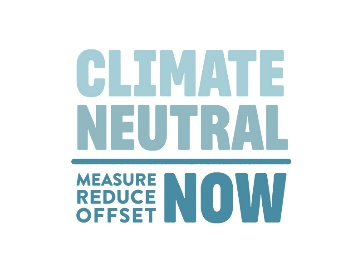 CLIMATE
NEUTRAL
MEASURE
REDUCE
OFFSET
NOW